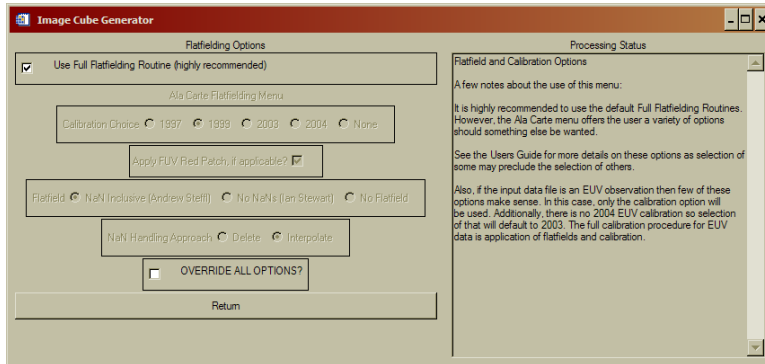 Image Cube Generator
Flatfielding Options
Use Full Flatfielding Routine (highly recommended)
Ala Carte Flatfielding Menu
Calibration Choice 1997 1999 2003 2004 None
Apply FUV Red Patch, if applicable?
Flatfield NaN Inclusive (Andrew Steffl) No NaNs (Ian Stewart) No Flatfield
NaN Handling Approach Delete Interpolate
OVERRIDE ALL OPTIONS?
Return
Processing Status
Flatfield and Calibration Options
A few notes about the use of this menu:
It is highly recommended to use the default Full Flatfielding Routines.
However, the Ala Carte menu offers the user a variety of options
should something else be wanted.
See the Users Guide for more details on these options as selection of
some may preclude the selection of others.
Also, if the input data file is an EUV observation then few of these
options make sense. In this case, only the calibration option will
be used. Additionally, there is no 2004 EUV calibration so selection
of that will default to 2003. The full calibration procedure for EUV
data is application of flatfields and calibration.